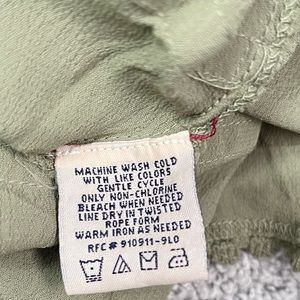 MACHINE WASH COLD
WITH LIKE COLORS
GENTLE CYCLE
ONLY NON-CHLORINE
BLEACH WHEN NEEDED
LINE DRY IN TWISTED
ROPE FORM
WARM IRON AS NEEDED
RFC# 910911-9L0